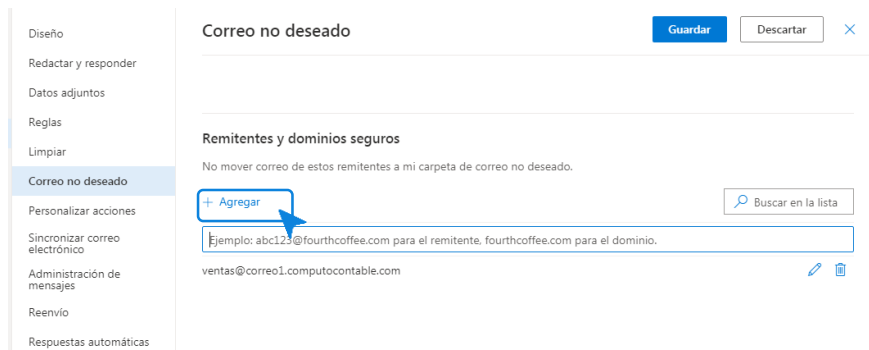 Diseño
Redactar y responder
Datos adjuntos
Reglas
Limpiar
Correo no deseado
Personalizar acciones
Sincronizar correo
electrónico
Administración de
mensajes
Reenvío
Respuestas automáticas
Correo no deseado
Guardar
Descartar
Remitentes y dominios seguros
No mover correo de estos remitentes a mi carpeta de correo no deseado.
+ Agregar
Buscar en la lista
Ejemplo: abc123@fourthcoffee.com para el remitente, fourthcoffee.com para el dominio.
ventas@correo1.computocontable.com